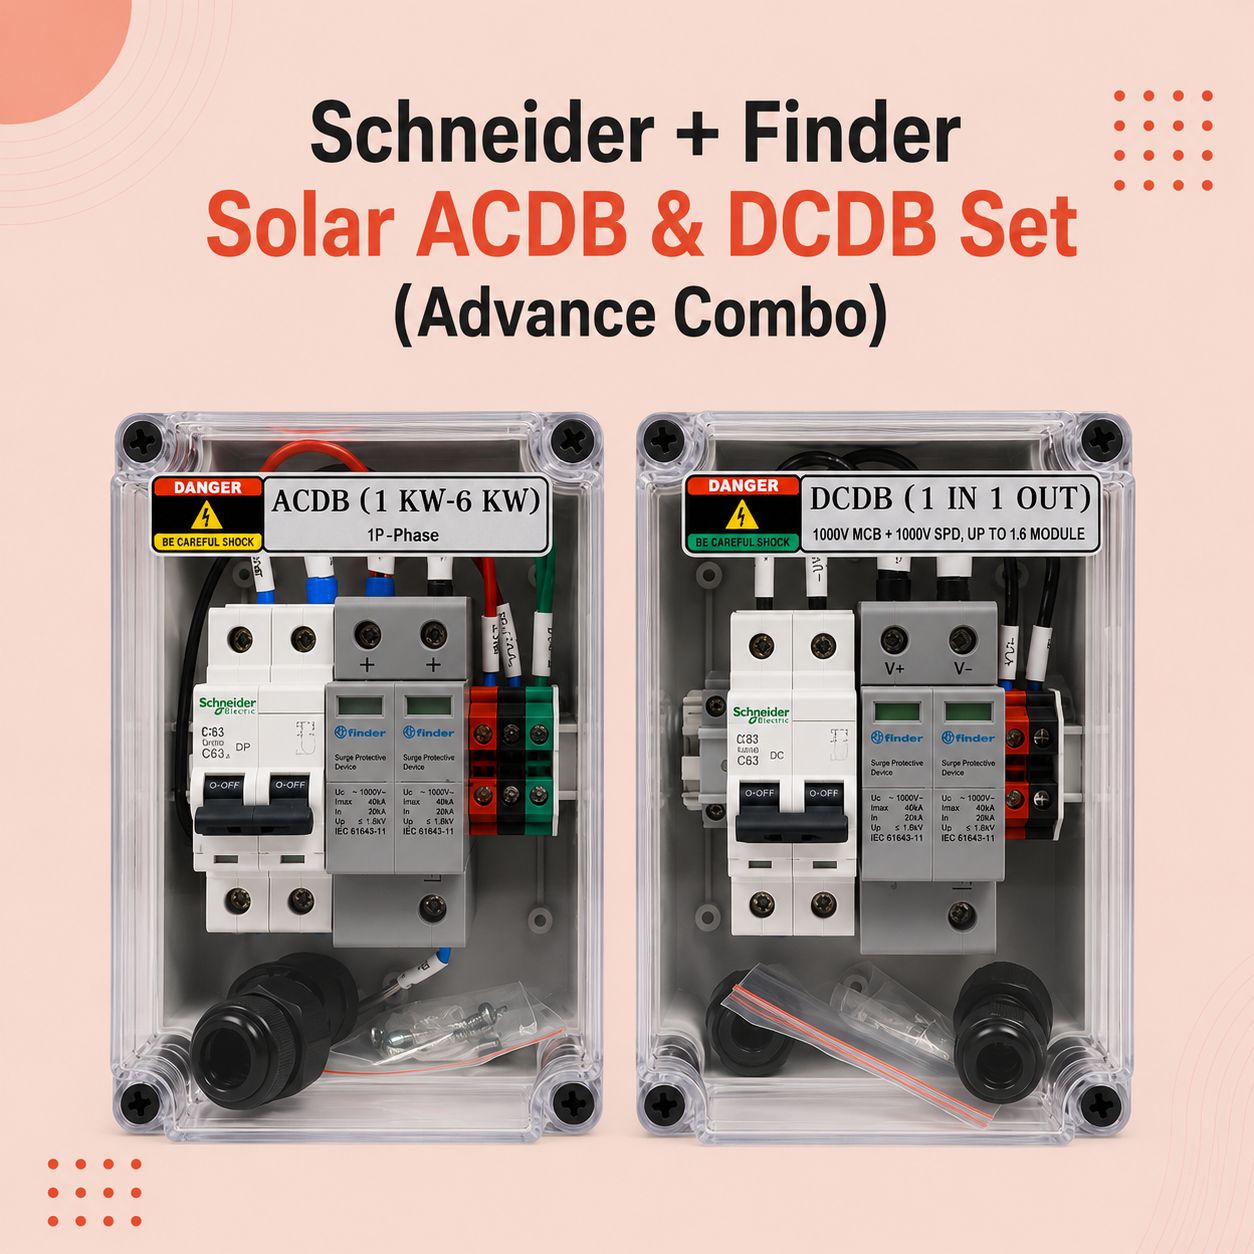 Schneider + Finder
Solar ACDB & DCDB Set
(Advance Combo)
DANGER
BE CAREFUL SHOCK
ACDB (1 KW-6 KW)
1P-Phase
Schneider
Electric
C63
DP
O-OFF O-OFF
+ +
finder finder
Surge Protective Device
Surge Protective Device
Uc ~ 1000V~
Imax 40kA
In 20kA
Up ≤ 1.8kV
IEC 61643-11
Uc ~ 1000V~
Imax 40kA
In 20kA
Up ≤ 1.8kV
IEC 61643-11
DANGER
BE CAREFUL SHOCK
DCDB (1 IN 1 OUT)
1000V MCB + 1000V SPD, UP TO 1.6 MODULE
Schneider
Electric
C63
DC
O-OFF O-OFF
V+ V-
finder finder
Surge Protective Device
Surge Protective Device
Uc ~ 1000V~
Imax 40kA
In 20kA
Up ≤ 1.8kV
IEC 61643-11
Uc ~ 1000V~
Imax 40kA
In 20kA
Up ≤ 1.8kV
IEC 61643-11